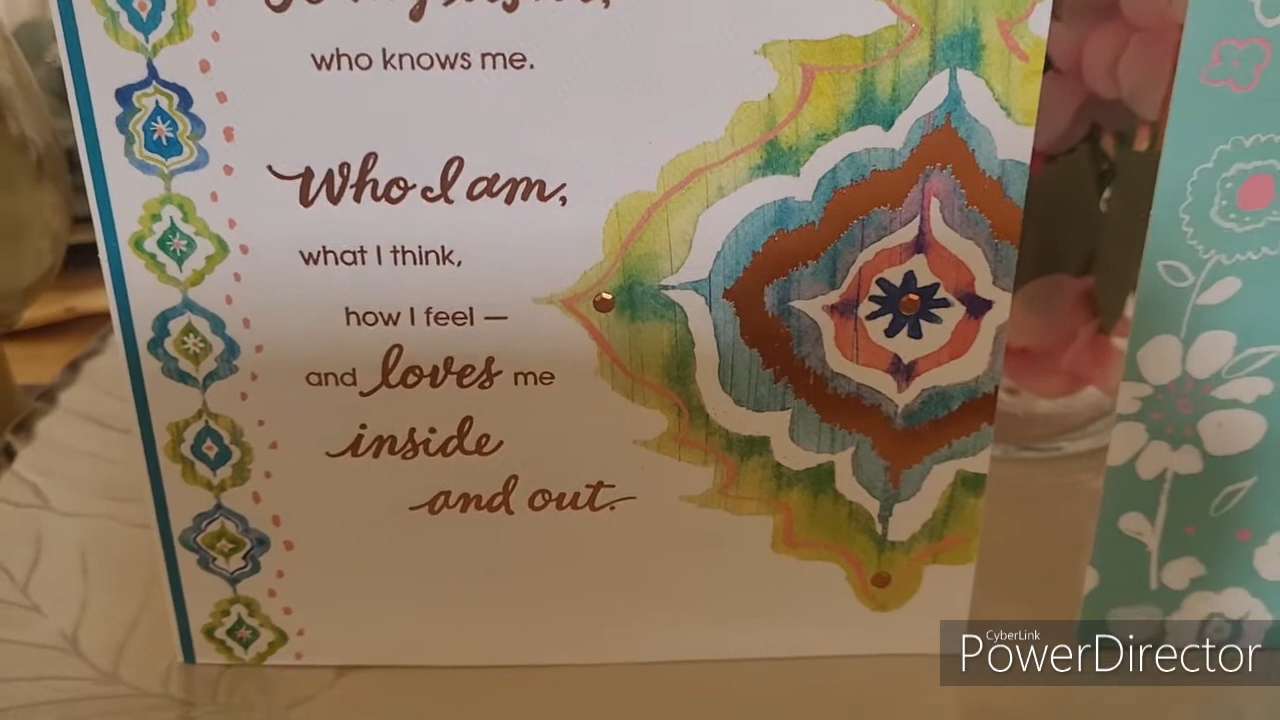 who knows me.
Who I am,
what I think,
how I feel —
and loves me
inside
and out.
CyberLink
PowerDirector